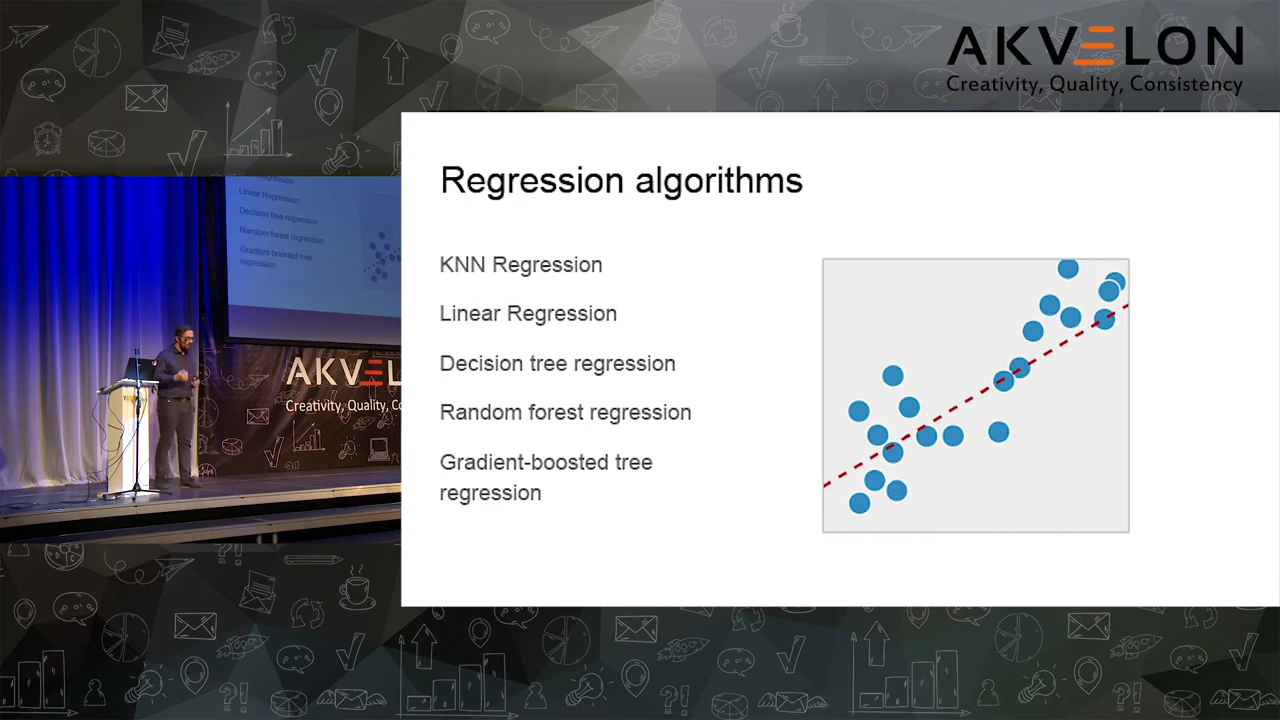 AKVELON
Creativity, Quality, Consistency
Regression algorithms
KNN Regression
Linear Regression
Decision tree regression
Random forest regression
Gradient-boosted tree
regression
Linear Regression
Decision tree regression
Random forest regression
Gradient-boosted tree
regression
AKVEL
Creativity, Quality, Co